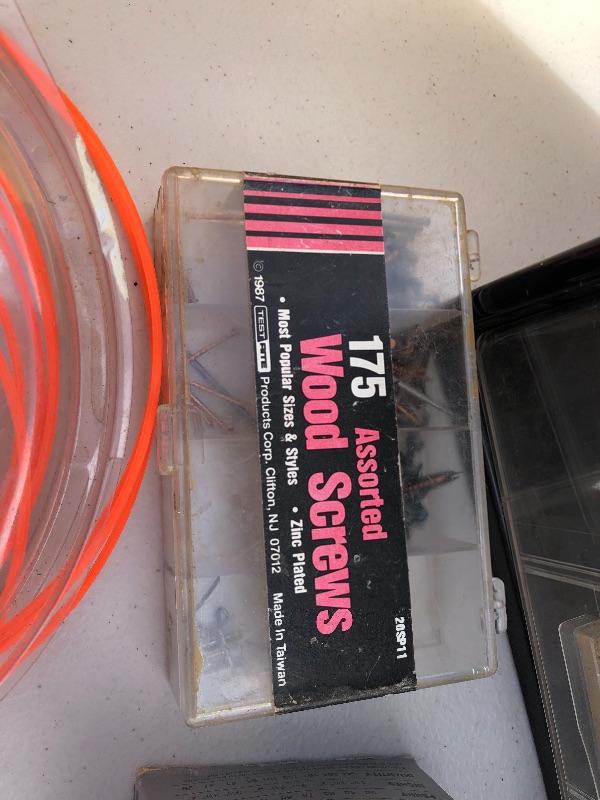 175 Assorted
Wood Screws
• Most Popular Sizes & Styles • Zinc Plated
© 1987 TEST RITE Products Corp. Clifton, NJ 07012 Made In Taiwan
20SP11